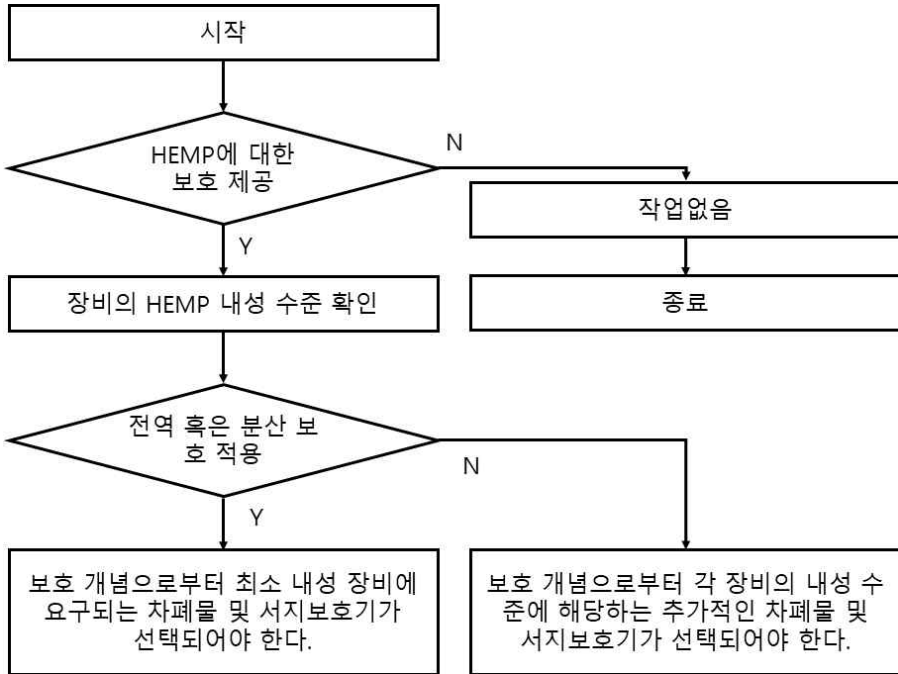 시작
HEMP에 대한
보호 제공
N
작업없음
Y
장비의 HEMP 내성 수준 확인
종료
전역 혹은 분산 보
호 적용
N
Y
보호 개념으로부터 최소 내성 장비에
요구되는 차폐물 및 서지보호기가
선택되어야 한다.
보호 개념으로부터 각 장비의 내성 수
준에 해당하는 추가적인 차폐물 및
서지보호기가 선택되어야 한다.